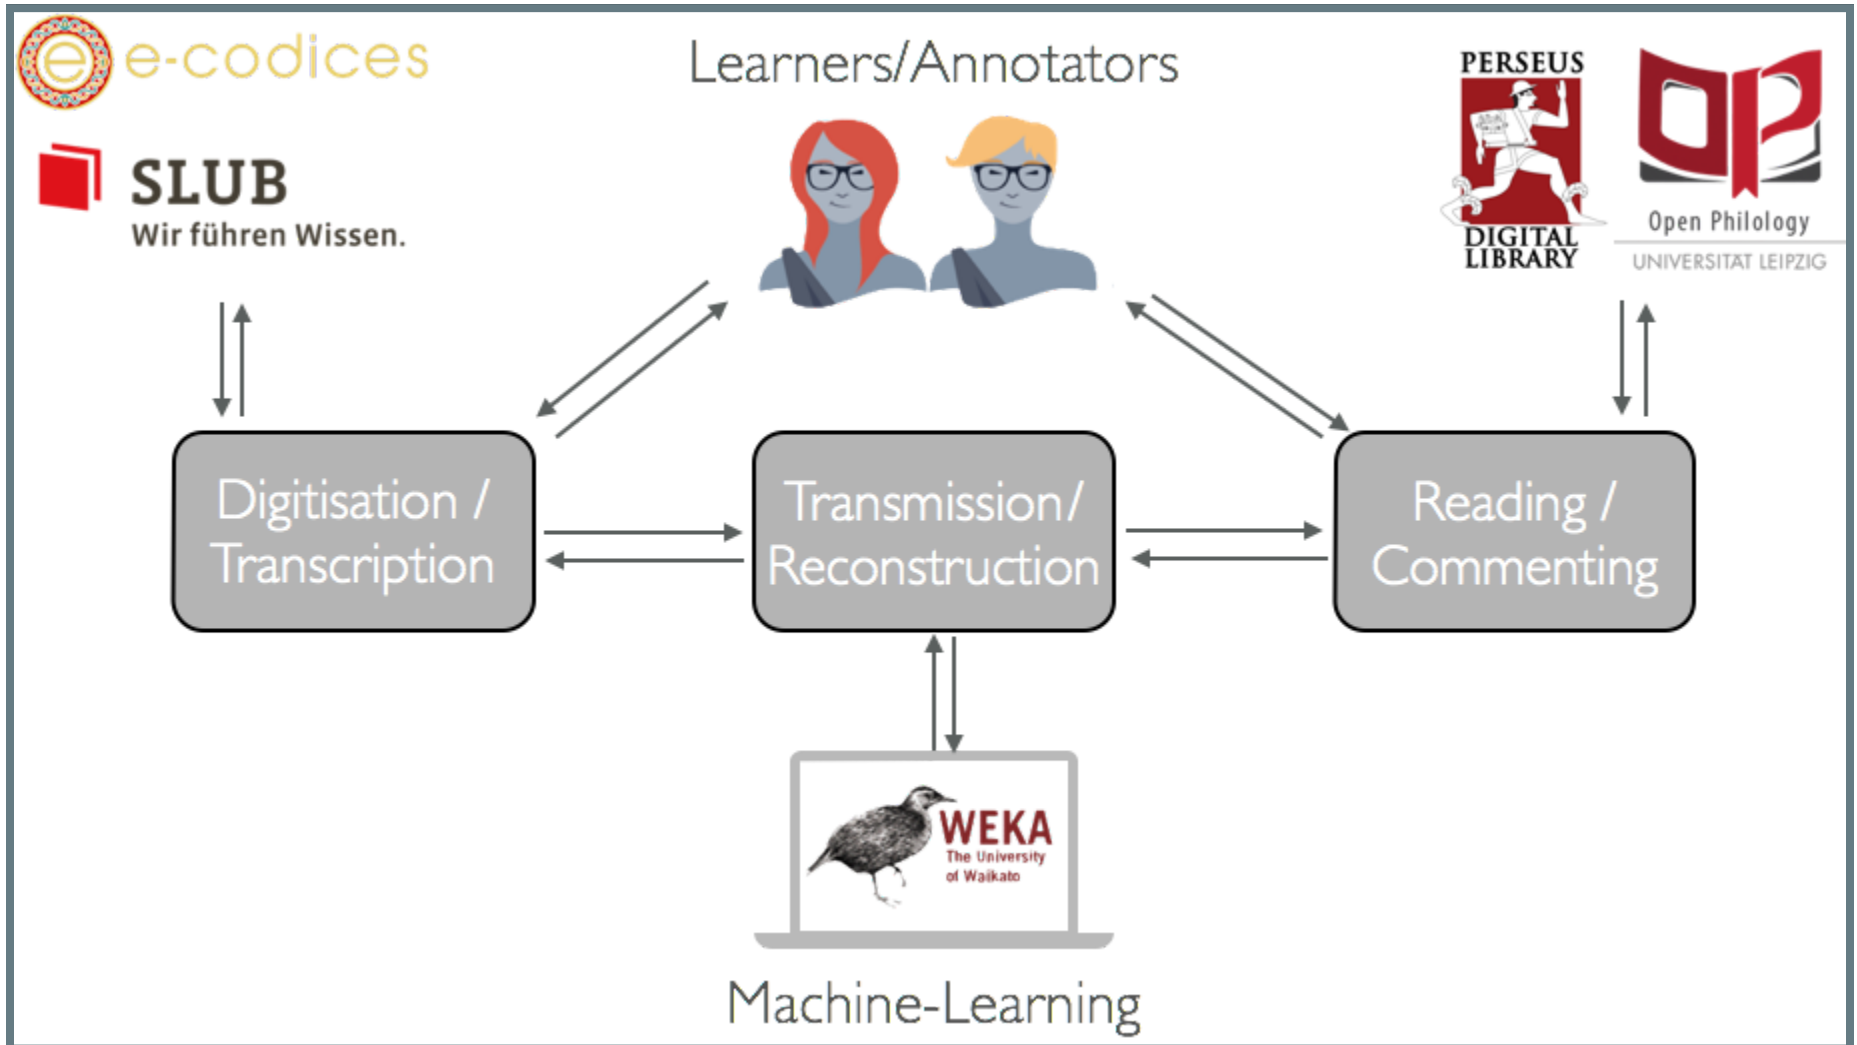 e-codices
SLUB
Wir führen Wissen.
Learners/Annotators
PERSEUS
DIGITAL
LIBRARY
Open Philology
UNIVERSITÄT LEIPZIG
Digitisation /
Transcription
Transmission/
Reconstruction
Reading /
Commenting
WEKA
The University
of Waikato
Machine-Learning